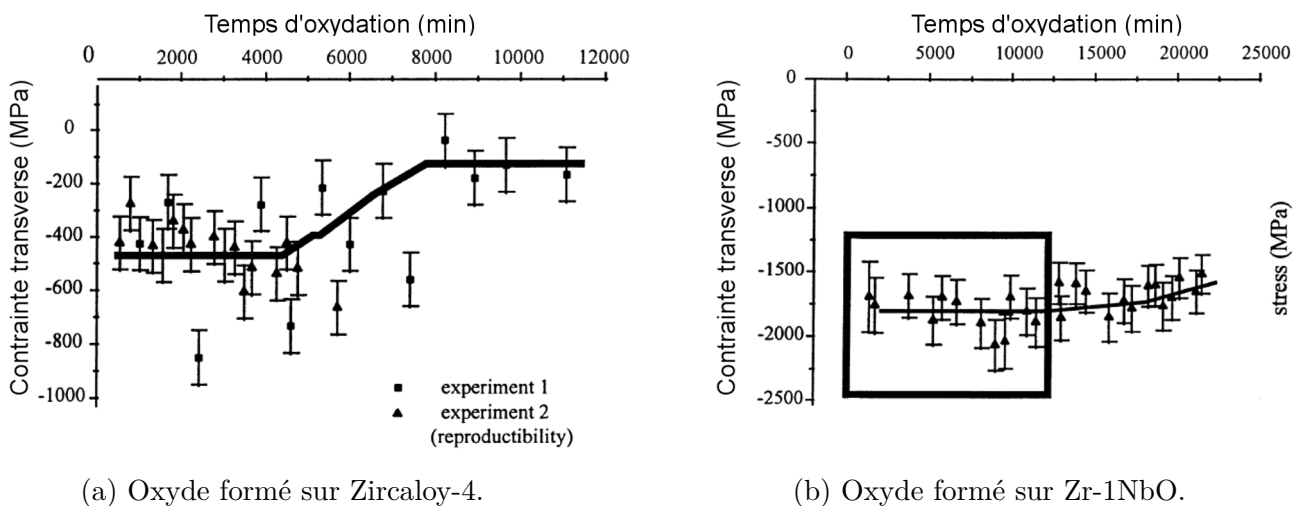 Temps d'oxydation (min)
0 2000 4000 6000 8000 10000 12000
Contrainte transverse (MPa)
0
-200
-400
-600
-800
-1000
experiment 1
experiment 2
(reproductibility)
(a) Oxyde formé sur Zircaloy-4.
Temps d'oxydation (min)
0 5000 10000 15000 20000 25000
Contrainte transverse (MPa)
0
-500
-1000
-1500
-2000
-2500
stress (MPa)
(b) Oxyde formé sur Zr-1NbO.